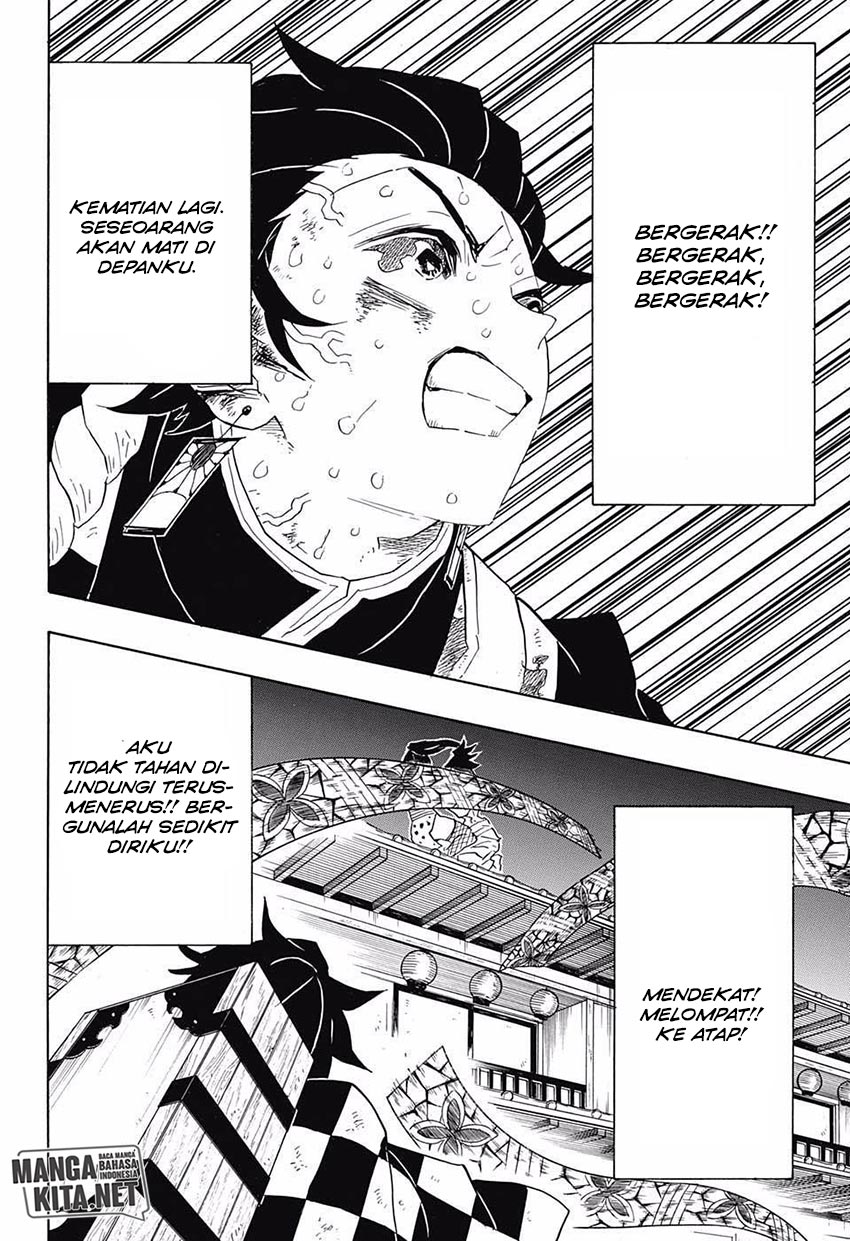 BERGERAK!!
BERGERAK,
BERGERAK,
BERGERAK!
KEMATIAN LAGI.
SESEOARANG
AKAN MATI DI
DEPANKU.
MENDEKAT!
MELOMPAT!!
KE ATAP!
AKU
TIDAK TAHAN DI-
LINDUNGI TERUS-
MENERUS!! BER-
GUNALAH SEDIKIT
DIRIKU!!
MANGA
KITA.NET
BACA MANGA
BAHASA
INDONESIA